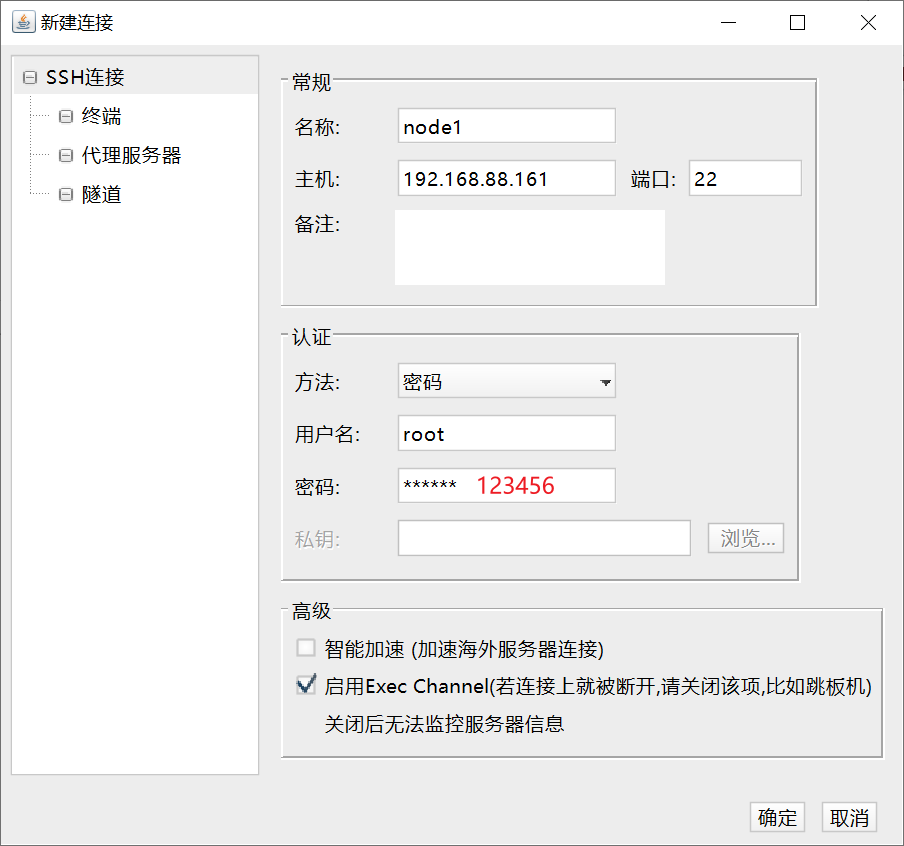 新建连接
SSH连接
终端
代理服务器
隧道
常规
名称: node1
主机: 192.168.88.161 端口: 22
备注:
认证
方法: 密码
用户名: root
密码: ****** 123456
私钥: 浏览...
高级
智能加速 (加速海外服务器连接)
启用Exec Channel(若连接上就被断开,请关闭该项,比如跳板机)
关闭后无法监控服务器信息
确定 取消